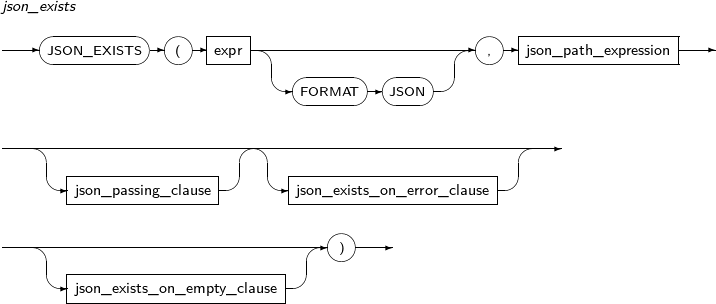 json_exists
JSON_EXISTS ( expr , json_path_expression
FORMAT JSON
json_passing_clause json_exists_on_error_clause
)
json_exists_on_empty_clause